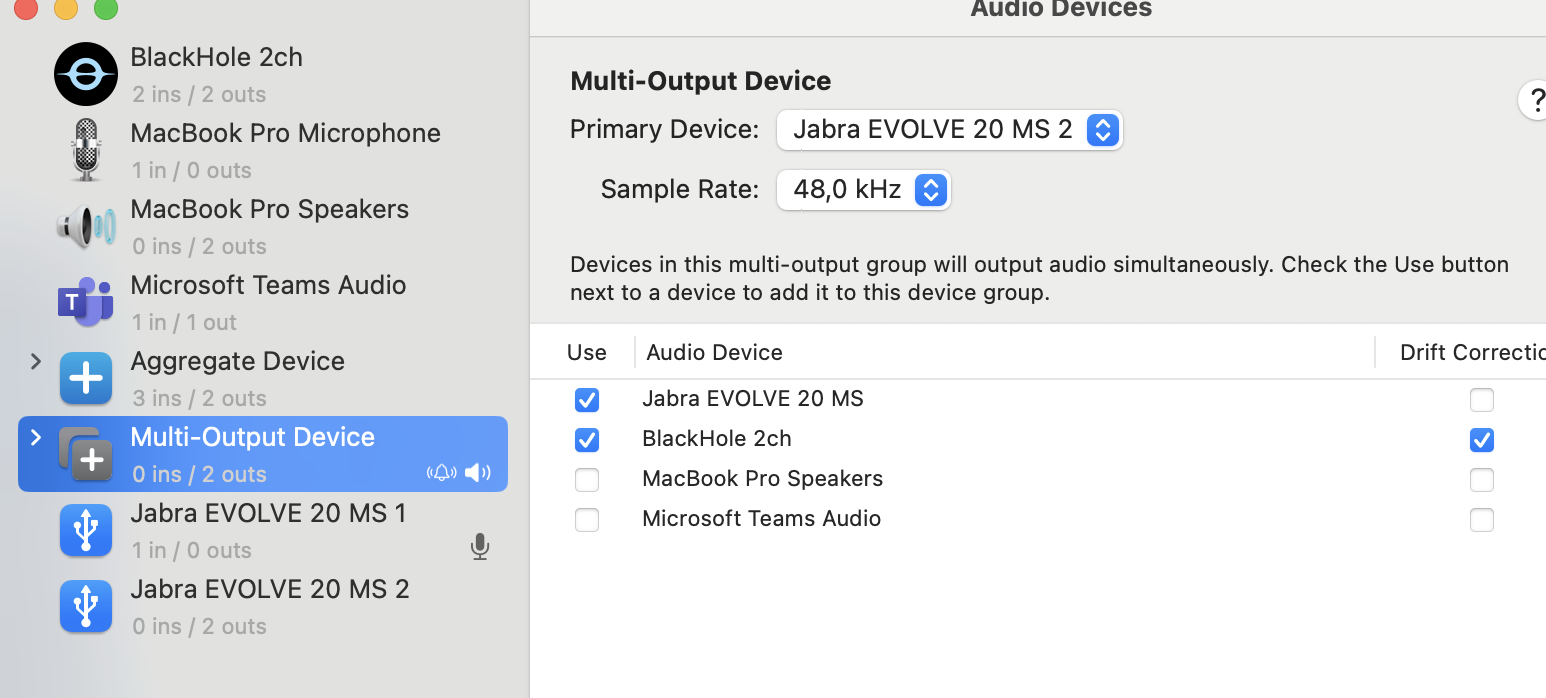 BlackHole 2ch
2 ins / 2 outs
MacBook Pro Microphone
1 in / 0 outs
MacBook Pro Speakers
0 ins / 2 outs
T
Microsoft Teams Audio
1 in / 1 out
Aggregate Device
3 ins / 2 outs
Multi-Output Device
0 ins / 2 outs
Jabra EVOLVE 20 MS 1
1 in / 0 outs
Jabra EVOLVE 20 MS 2
0 ins / 2 outs
Audio Devices
Multi-Output Device
?
Primary Device: Jabra EVOLVE 20 MS 2
Sample Rate: 48,0 kHz
Devices in this multi-output group will output audio simultaneously. Check the Use button
next to a device to add it to this device group.
Use Audio Device Drift Correctio
Jabra EVOLVE 20 MS
BlackHole 2ch
MacBook Pro Speakers
Microsoft Teams Audio